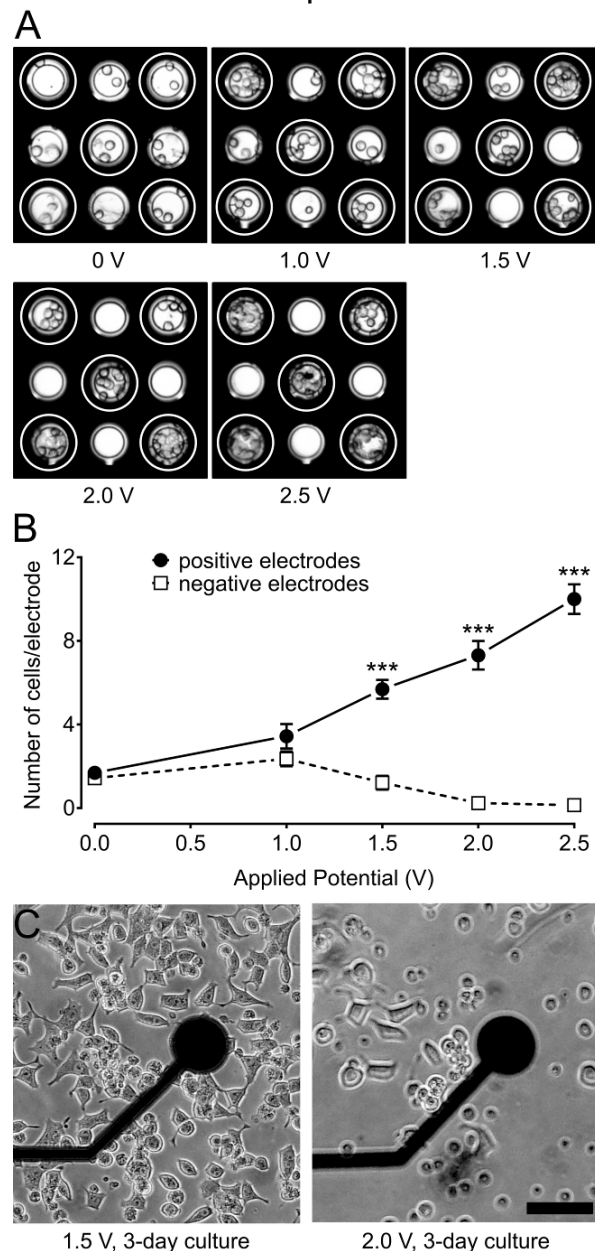 A
0 V 1.0 V 1.5 V
2.0 V 2.5 V
B
12
8
4
0
Number of cells/electrode
positive electrodes
negative electrodes
***
***
***
0.0 0.5 1.0 1.5 2.0 2.5
Applied Potential (V)
C
1.5 V, 3-day culture 2.0 V, 3-day culture